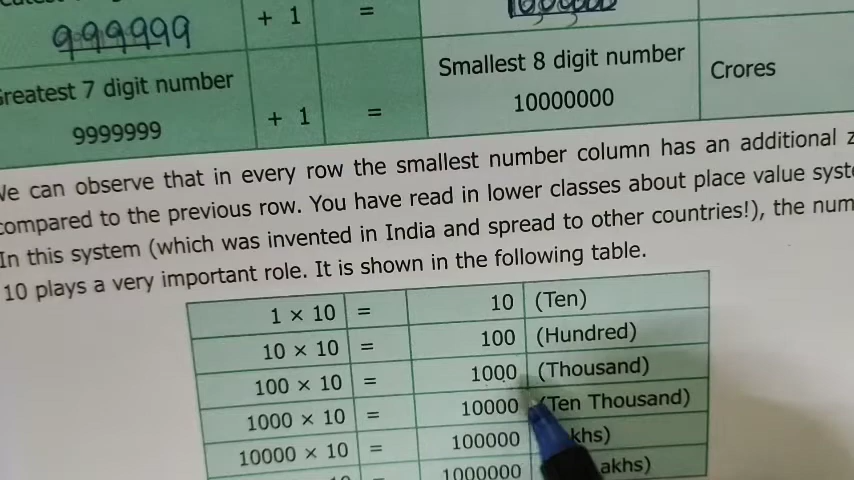 999999 + 1 =
Greatest 7 digit number + 1 = Smallest 8 digit number Crores
9999999 10000000
We can observe that in every row the smallest number column has an additional
compared to the previous row. You have read in lower classes about place value
In this system (which was invented in India and spread to other countries!), the
10 plays a very important role. It is shown in the following table.
1 × 10 = 10 (Ten)
10 × 10 = 100 (Hundred)
100 × 10 = 1000 (Thousand)
1000 × 10 = 10000 (Ten Thousand)
10000 × 10 = 100000 khs)
1000000 akhs)